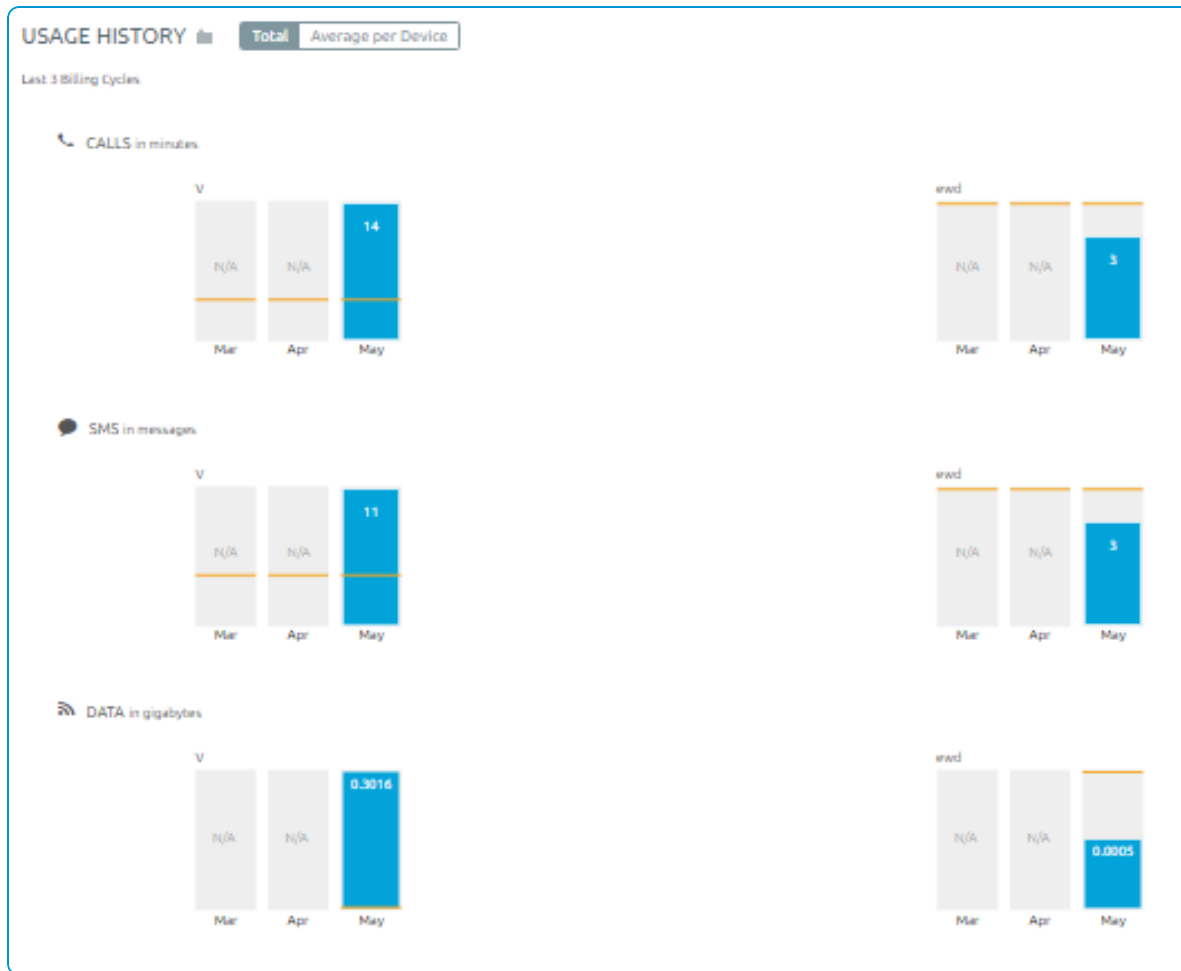 USAGE HISTORY Total Average per Device
Last 3 Billing Cycles
CALLS in minutes
V ewd
14
N/A N/A N/A N/A 3
Mar Apr May Mar Apr May
SMS in messages
V ewd
11
N/A N/A N/A N/A 3
Mar Apr May Mar Apr May
DATA in gigabytes
V ewd
0.3016
N/A N/A N/A N/A 0.0005
Mar Apr May Mar Apr May